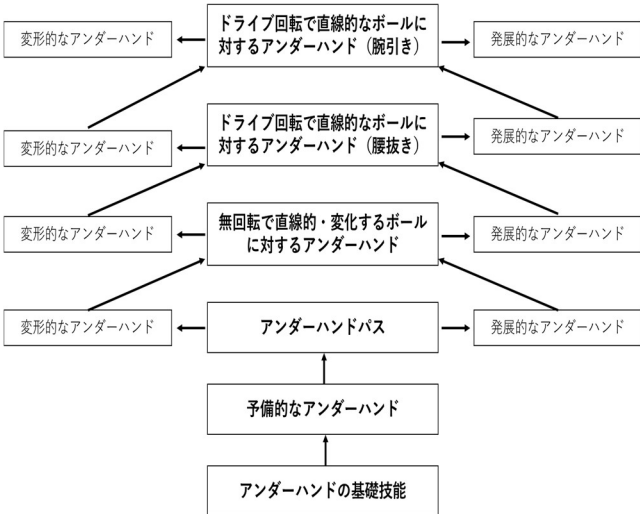 変形的なアンダーハンド
ドライブ回転で直線的なボールに
対するアンダーハンド（腕引き）
発展的なアンダーハンド
変形的なアンダーハンド
ドライブ回転で直線的なボールに
対するアンダーハンド（腰抜き）
発展的なアンダーハンド
変形的なアンダーハンド
無回転で直線的・変化するボール
に対するアンダーハンド
発展的なアンダーハンド
変形的なアンダーハンド
アンダーハンドパス
発展的なアンダーハンド
予備的なアンダーハンド
アンダーハンドの基礎技能